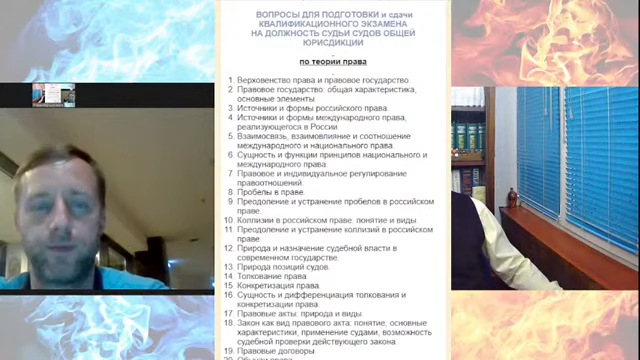 ВОПРОСЫ ДЛЯ ПОДГОТОВКИ и сдачи
КВАЛИФИКАЦИОННОГО ЭКЗАМЕНА
НА ДОЛЖНОСТЬ СУДЬИ СУДОВ ОБЩЕЙ
ЮРИСДИКЦИИ
по теории права
1. Верховенство права и правовое государство.
2. Правовое государство: общая характеристика,
основные элементы.
3. Источники и формы российского права.
4. Источники и формы международного права,
реализующегося в России.
5. Взаимосвязь, взаимовлияние и соотношение
международного и национального права.
6. Сущность и функции принципов национального и
международного права.
7. Правовое и индивидуальное регулирование
правоотношений.
8. Пробелы в праве.
9. Преодоление и устранение пробелов в российском
праве.
10. Коллизии в российском праве: понятие и виды.
11. Преодоление и устранение коллизий в российском
праве.
12. Природа и назначение судебной власти в
современном государстве.
13. Природа позиций судов.
14. Толкование права.
15. Конкретизация права.
16. Сущность и дифференциация толкования и
конкретизации права.
17. Правовые акты: природа и виды.
18. Закон как вид правового акта: понятие, основные
характеристики, применение судами, возможность
судебной проверки действующего закона.
19. Правовые договоры.
20. Обычаи права.